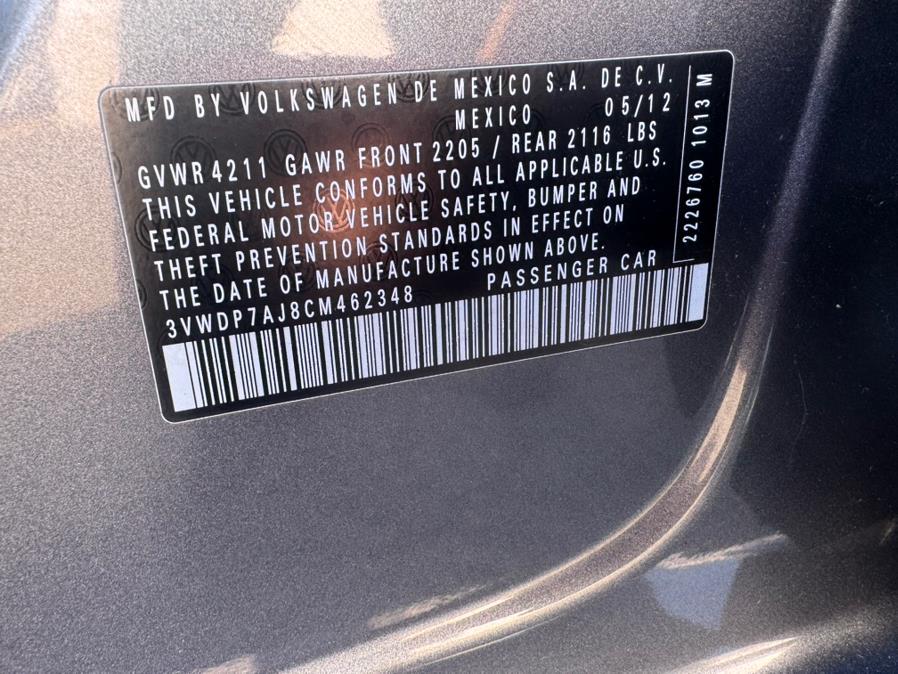 MFD BY VOLKSWAGEN DE MEXICO S.A. DE C.V.
MEXICO 05/12
GVWR 4211 GAWR FRONT 2205 / REAR 2116 LBS
THIS VEHICLE CONFORMS TO ALL APPLICABLE U.S.
FEDERAL MOTOR VEHICLE SAFETY, BUMPER AND
THEFT PREVENTION STANDARDS IN EFFECT ON
THE DATE OF MANUFACTURE SHOWN ABOVE.
3VWDP7AJ8CM462348 PASSENGER CAR
2226760 1013 M